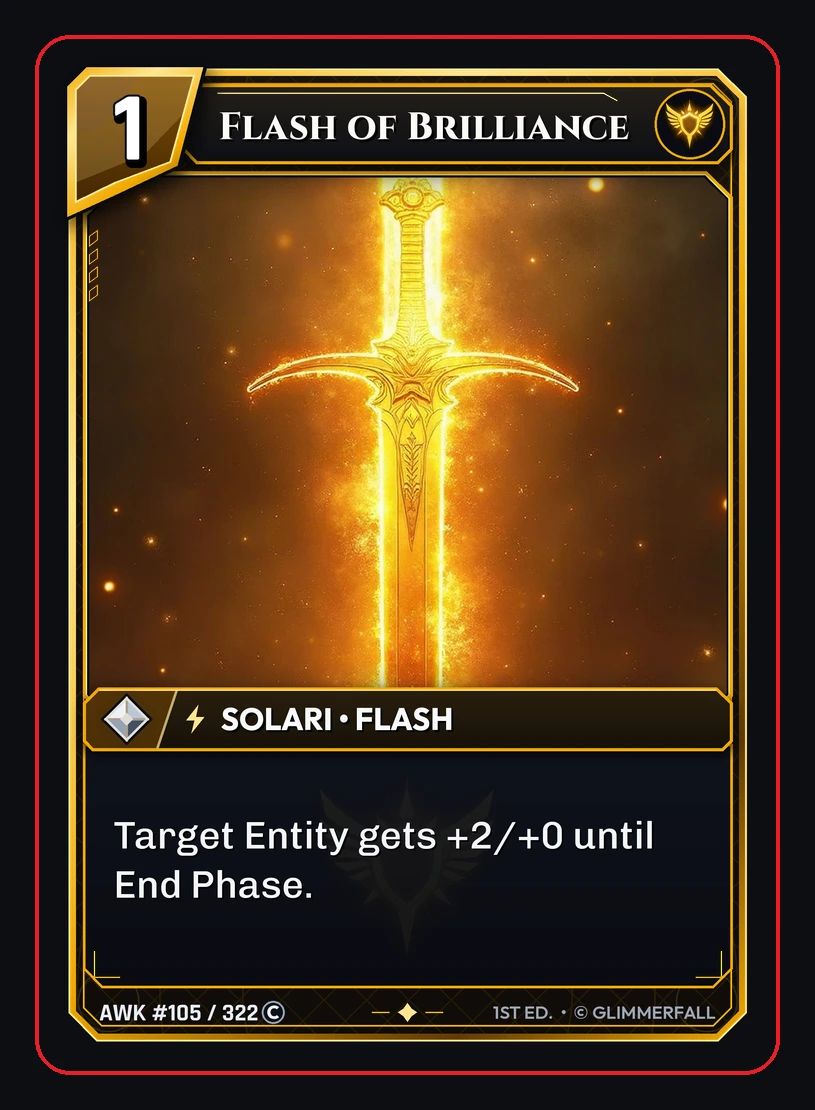 1
FLASH OF BRILLIANCE
SOLARI • FLASH
Target Entity gets +2/+0 until
End Phase.
AWK #105 / 322 Ⓒ
1ST ED. • © GLIMMERFALL